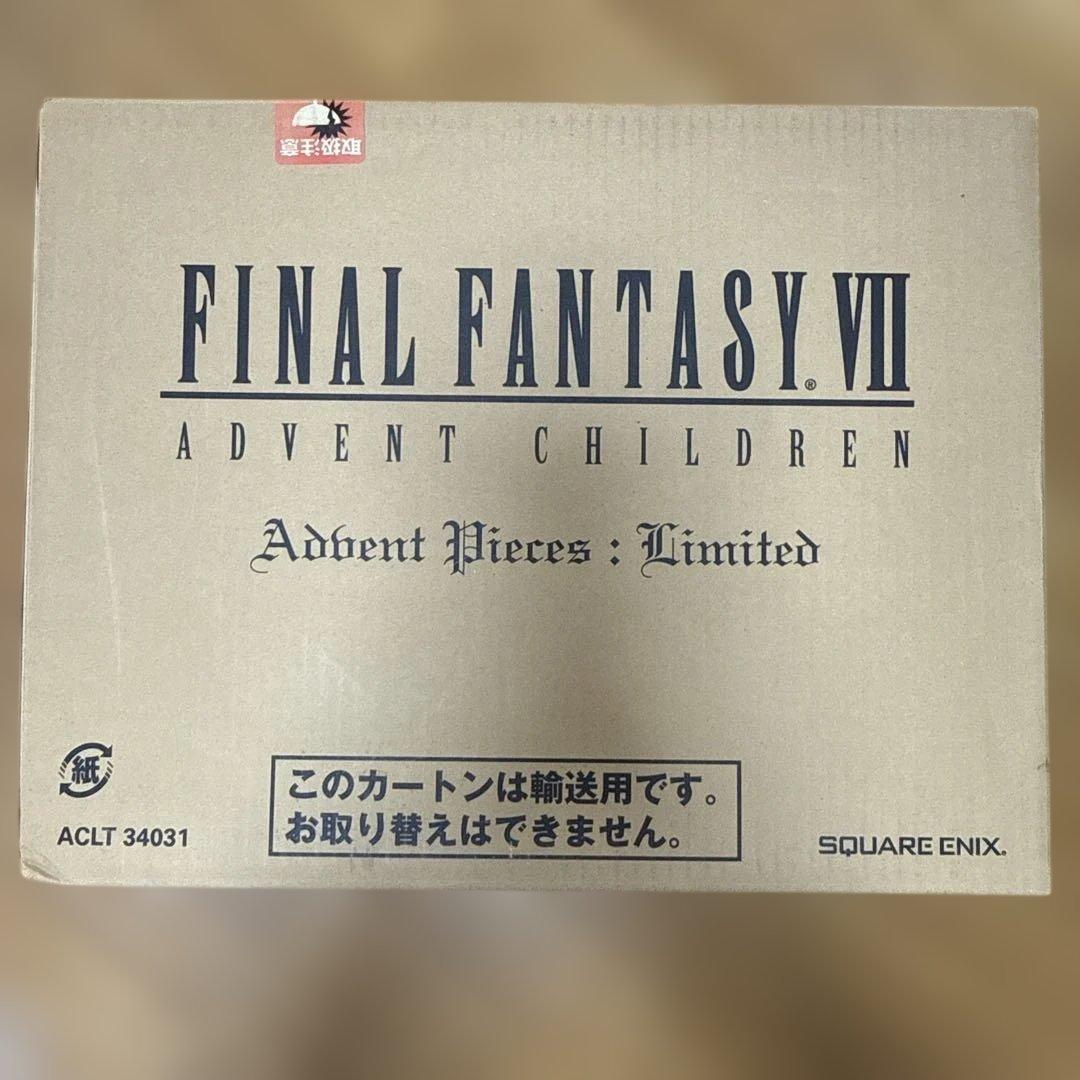 取扱注意
FINAL FANTASY® VII
ADVENT CHILDREN
Advent Pieces : Limited
紙
ACLT 34031
このカートンは輸送用です。
お取り替えはできません。
SQUARE ENIX®